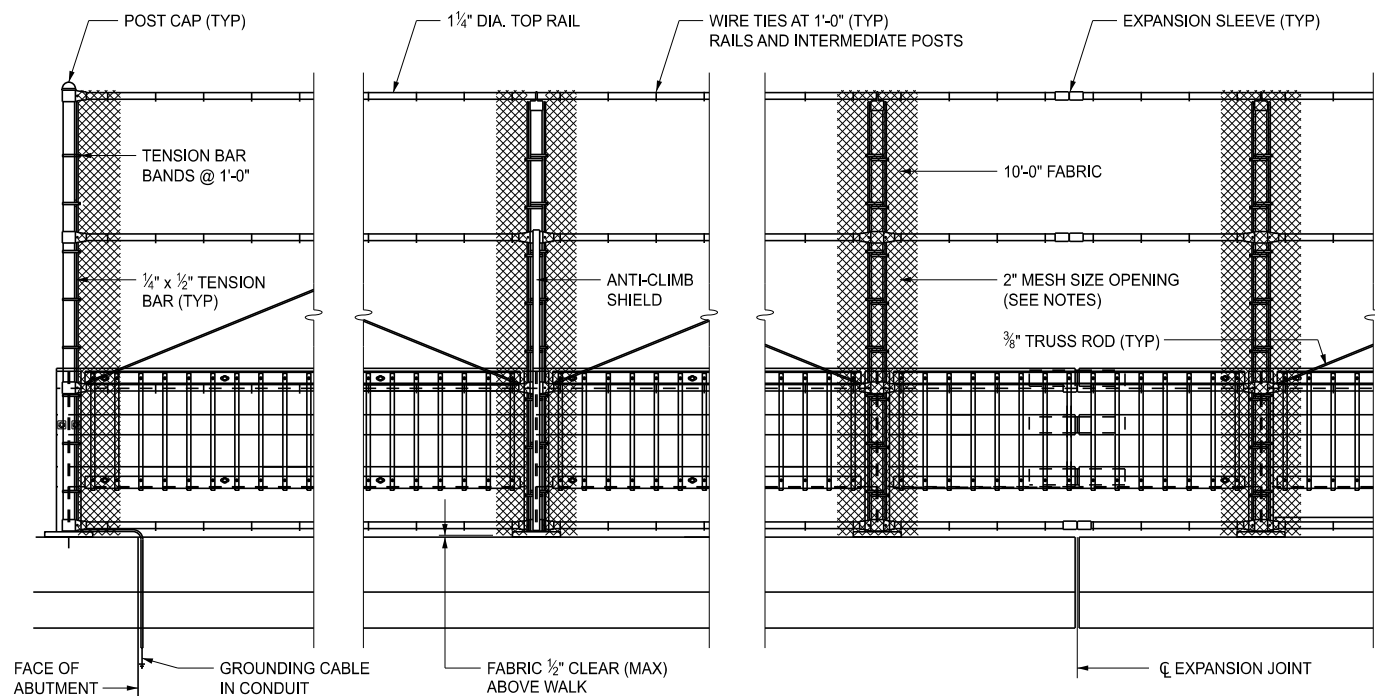 POST CAP (TYP)
1¼" DIA. TOP RAIL
WIRE TIES AT 1'-0" (TYP)
RAILS AND INTERMEDIATE POSTS
EXPANSION SLEEVE (TYP)
TENSION BAR
BANDS @ 1'-0"
10'-0" FABRIC
¼" x ½" TENSION
BAR (TYP)
ANTI-CLIMB
SHIELD
2" MESH SIZE OPENING
(SEE NOTES)
⅜" TRUSS ROD (TYP)
FACE OF
ABUTMENT
GROUNDING CABLE
IN CONDUIT
FABRIC ½" CLEAR (MAX)
ABOVE WALK
℄ EXPANSION JOINT